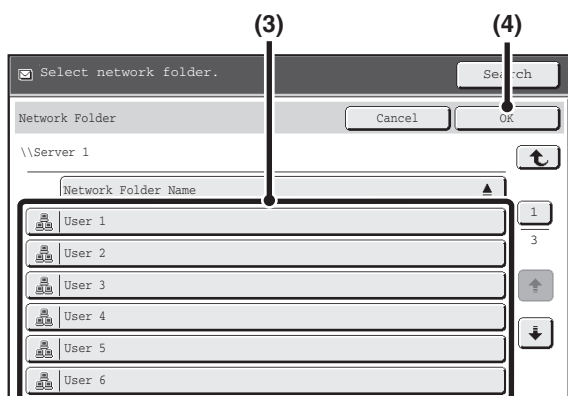 (3) (4)
Select network folder. Search
Network Folder Cancel OK
\\Server 1
Network Folder Name
User 1 1
User 2 3
User 3
User 4
User 5
User 6